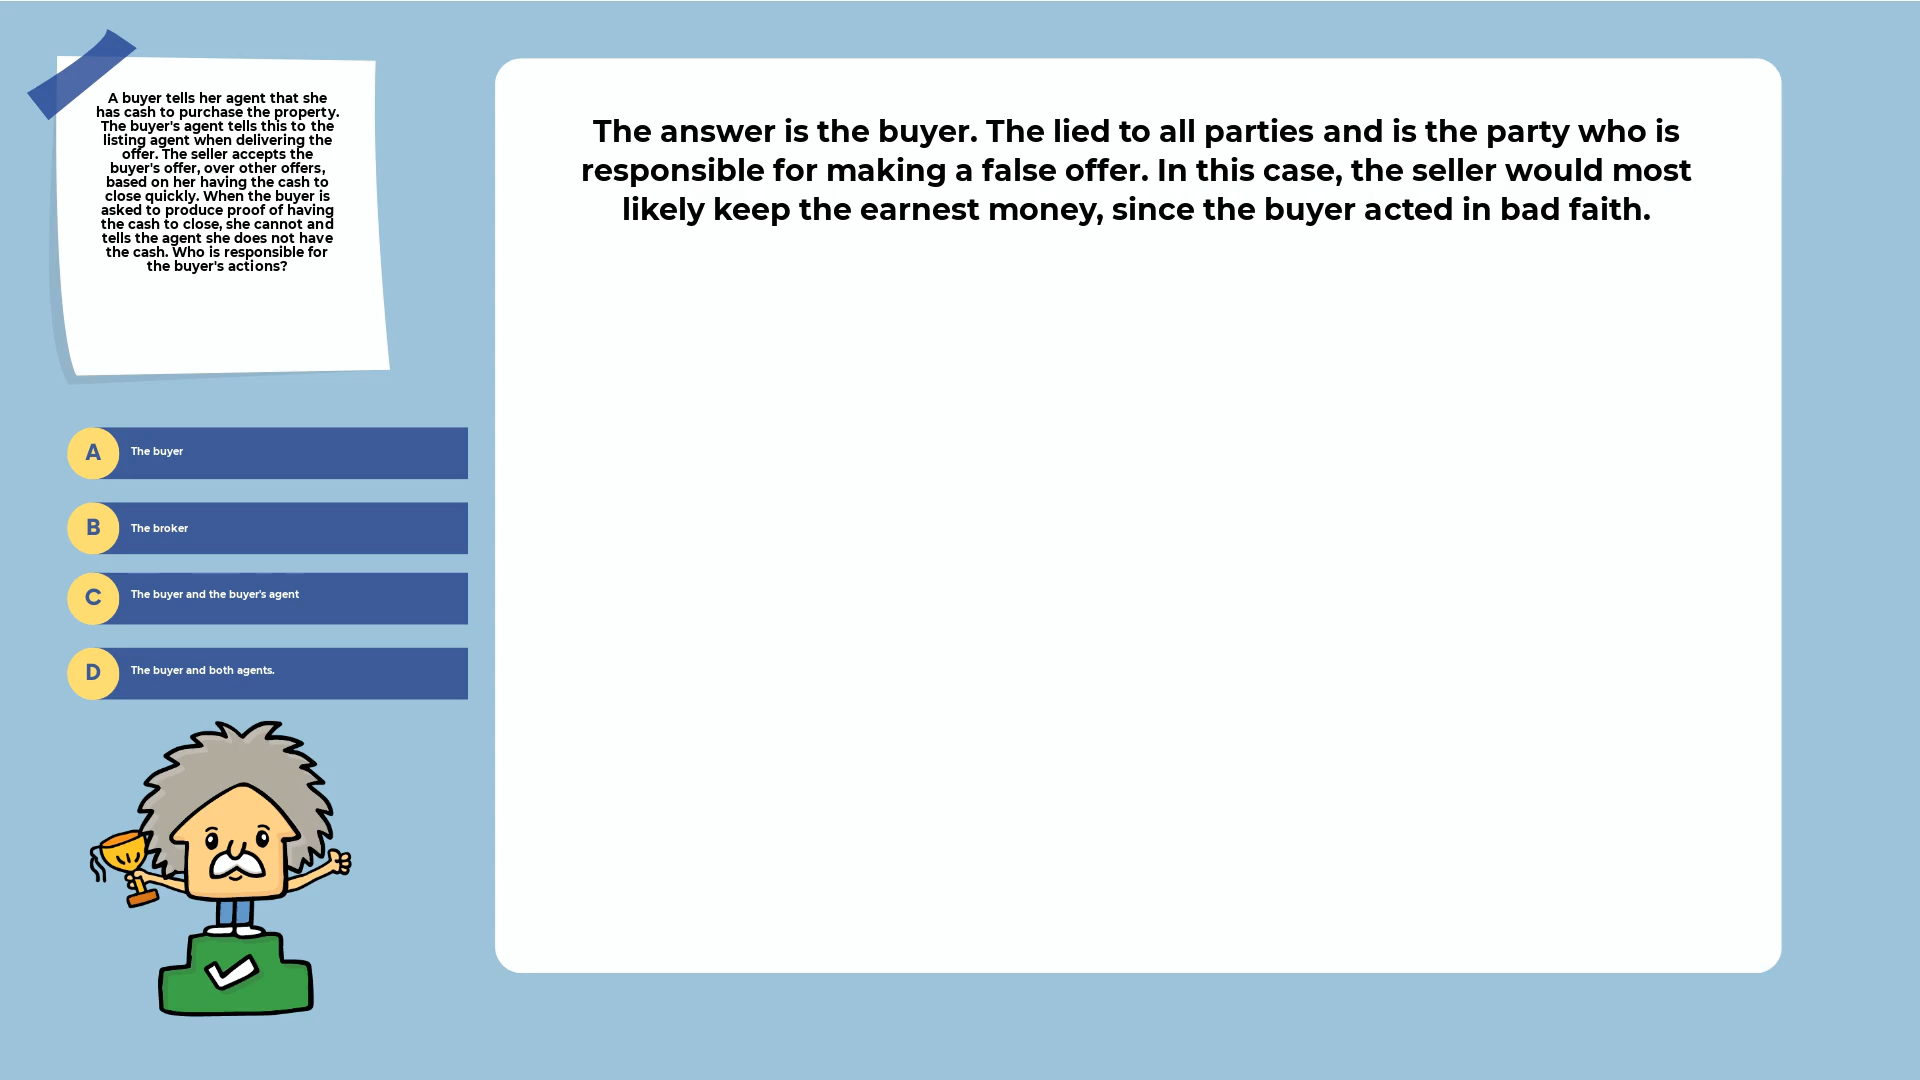 A buyer tells her agent that she
has cash to purchase the property.
The buyer's agent tells this to the
listing agent when delivering the
offer. The seller accepts the
buyer's offer, over other offers,
based on her having the cash to
close quickly. When the buyer is
asked to produce proof of having
the cash to close, she cannot and
tells the agent she does not have
the cash. Who is responsible for
the buyer's actions?
A The buyer
B The broker
C The buyer and the buyer's agent
D The buyer and both agents.
The answer is the buyer. The lied to all parties and is the party who is
responsible for making a false offer. In this case, the seller would most
likely keep the earnest money, since the buyer acted in bad faith.